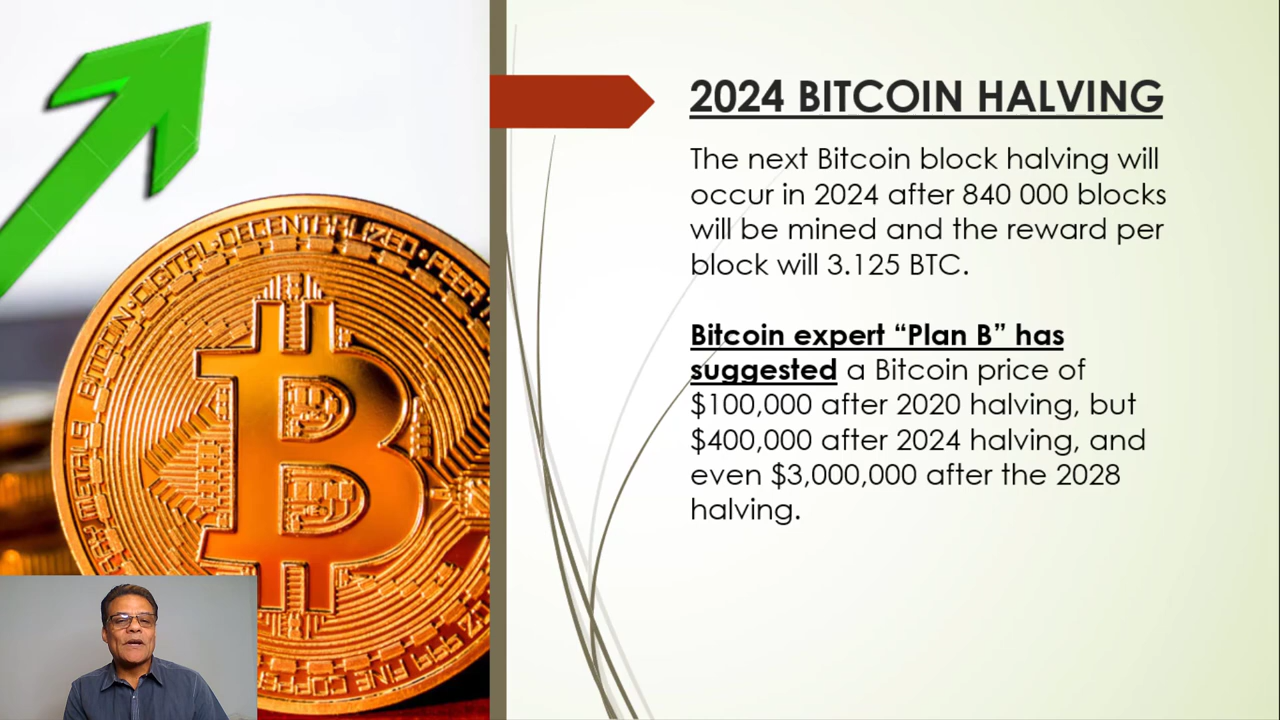 2024 BITCOIN HALVING
The next Bitcoin block halving will
occur in 2024 after 840 000 blocks
will be mined and the reward per
block will 3.125 BTC.
Bitcoin expert “Plan B” has
suggested a Bitcoin price of
$100,000 after 2020 halving, but
$400,000 after 2024 halving, and
even $3,000,000 after the 2028
halving.
BITCOIN•DIGITAL•DECENTRALIZED•PEER